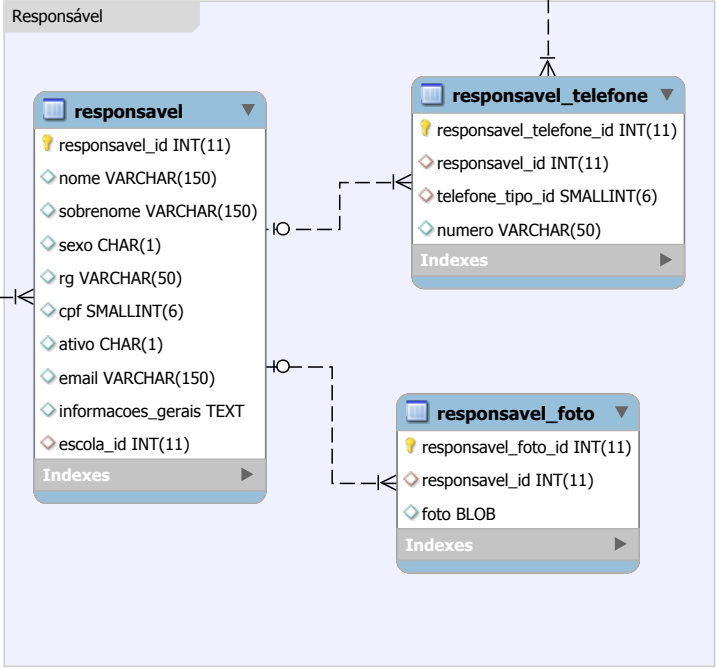 Responsável
responsavel
responsavel_id INT(11)
nome VARCHAR(150)
sobrenome VARCHAR(150)
sexo CHAR(1)
rg VARCHAR(50)
cpf SMALLINT(6)
ativo CHAR(1)
email VARCHAR(150)
informacoes_gerais TEXT
escola_id INT(11)
Indexes
responsavel_telefone
responsavel_telefone_id INT(11)
responsavel_id INT(11)
telefone_tipo_id SMALLINT(6)
numero VARCHAR(50)
Indexes
responsavel_foto
responsavel_foto_id INT(11)
responsavel_id INT(11)
foto BLOB
Indexes